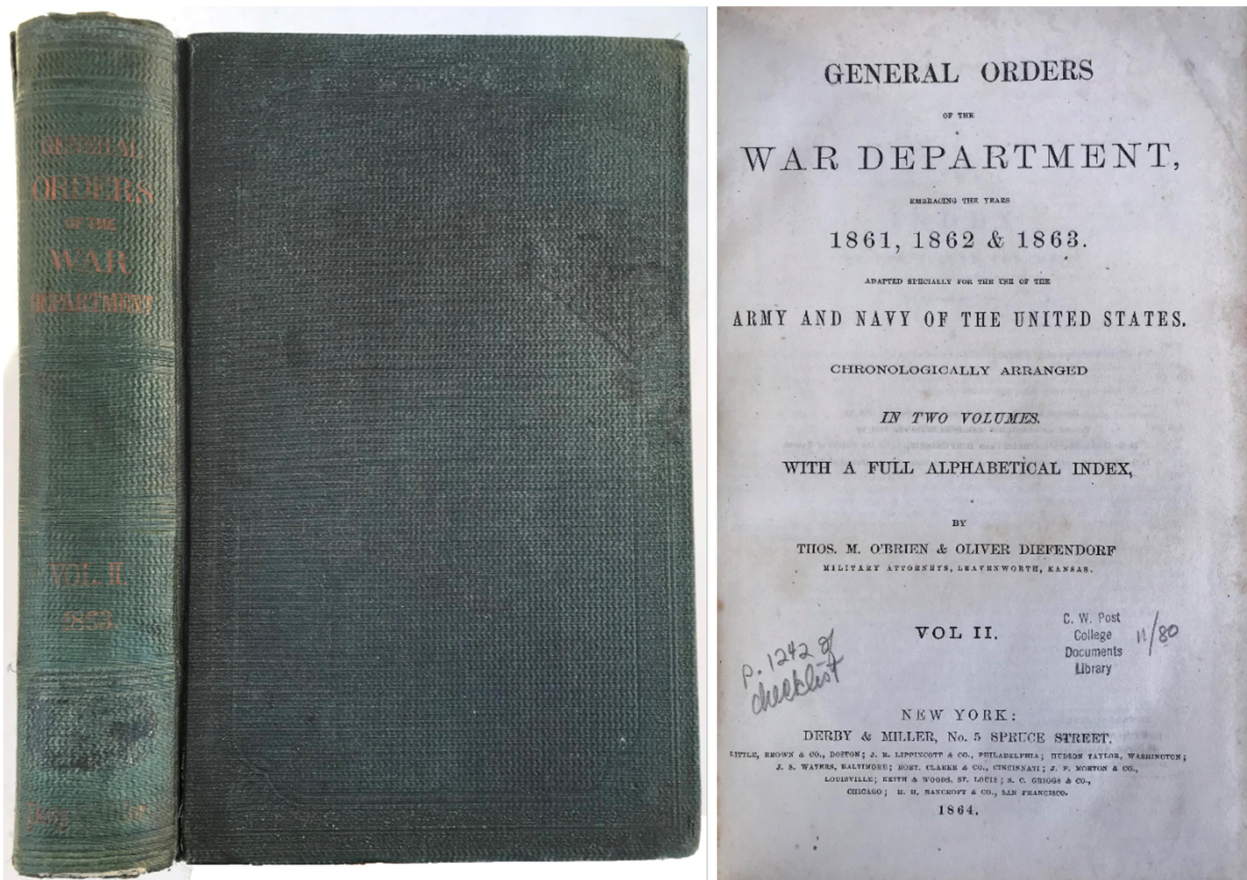 GENERAL
ORDERS
OF THE
WAR
DEPARTMENT
VOL. II.
1863.
GENERAL ORDERS
OF THE
WAR DEPARTMENT,
EMBRACING THE YEARS
1861, 1862 & 1863.
ADAPTED SPECIALLY FOR THE USE OF THE
ARMY AND NAVY OF THE UNITED STATES.
CHRONOLOGICALLY ARRANGED
IN TWO VOLUMES.
WITH A FULL ALPHABETICAL INDEX,
BY
THOS. M. O'BRIEN & OLIVER DIEFENDORF
MILITARY ATTORNEYS, LEAVENWORTH, KANSAS.
VOL II.
C. W. Post
College
Documents
Library
11/80
p. 1242 of
checklist
NEW YORK:
DERBY & MILLER, No. 5 SPRUCE STREET.
LITTLE, BROWN & CO., BOSTON; J. B. LIPPINCOTT & CO., PHILADELPHIA; HUDSON TAYLOR, WASHINGTON;
J. S. WATERS, BALTIMORE; ROBT. CLARKE & CO., CINCINNATI; J. P. MORTON & CO.,
LOUISVILLE; KEITH & WOODS, ST. LOUIS; S. C. GRIGGS & CO.,
CHICAGO; H. H. BANCROFT & CO., SAN FRANCISCO.
1864.